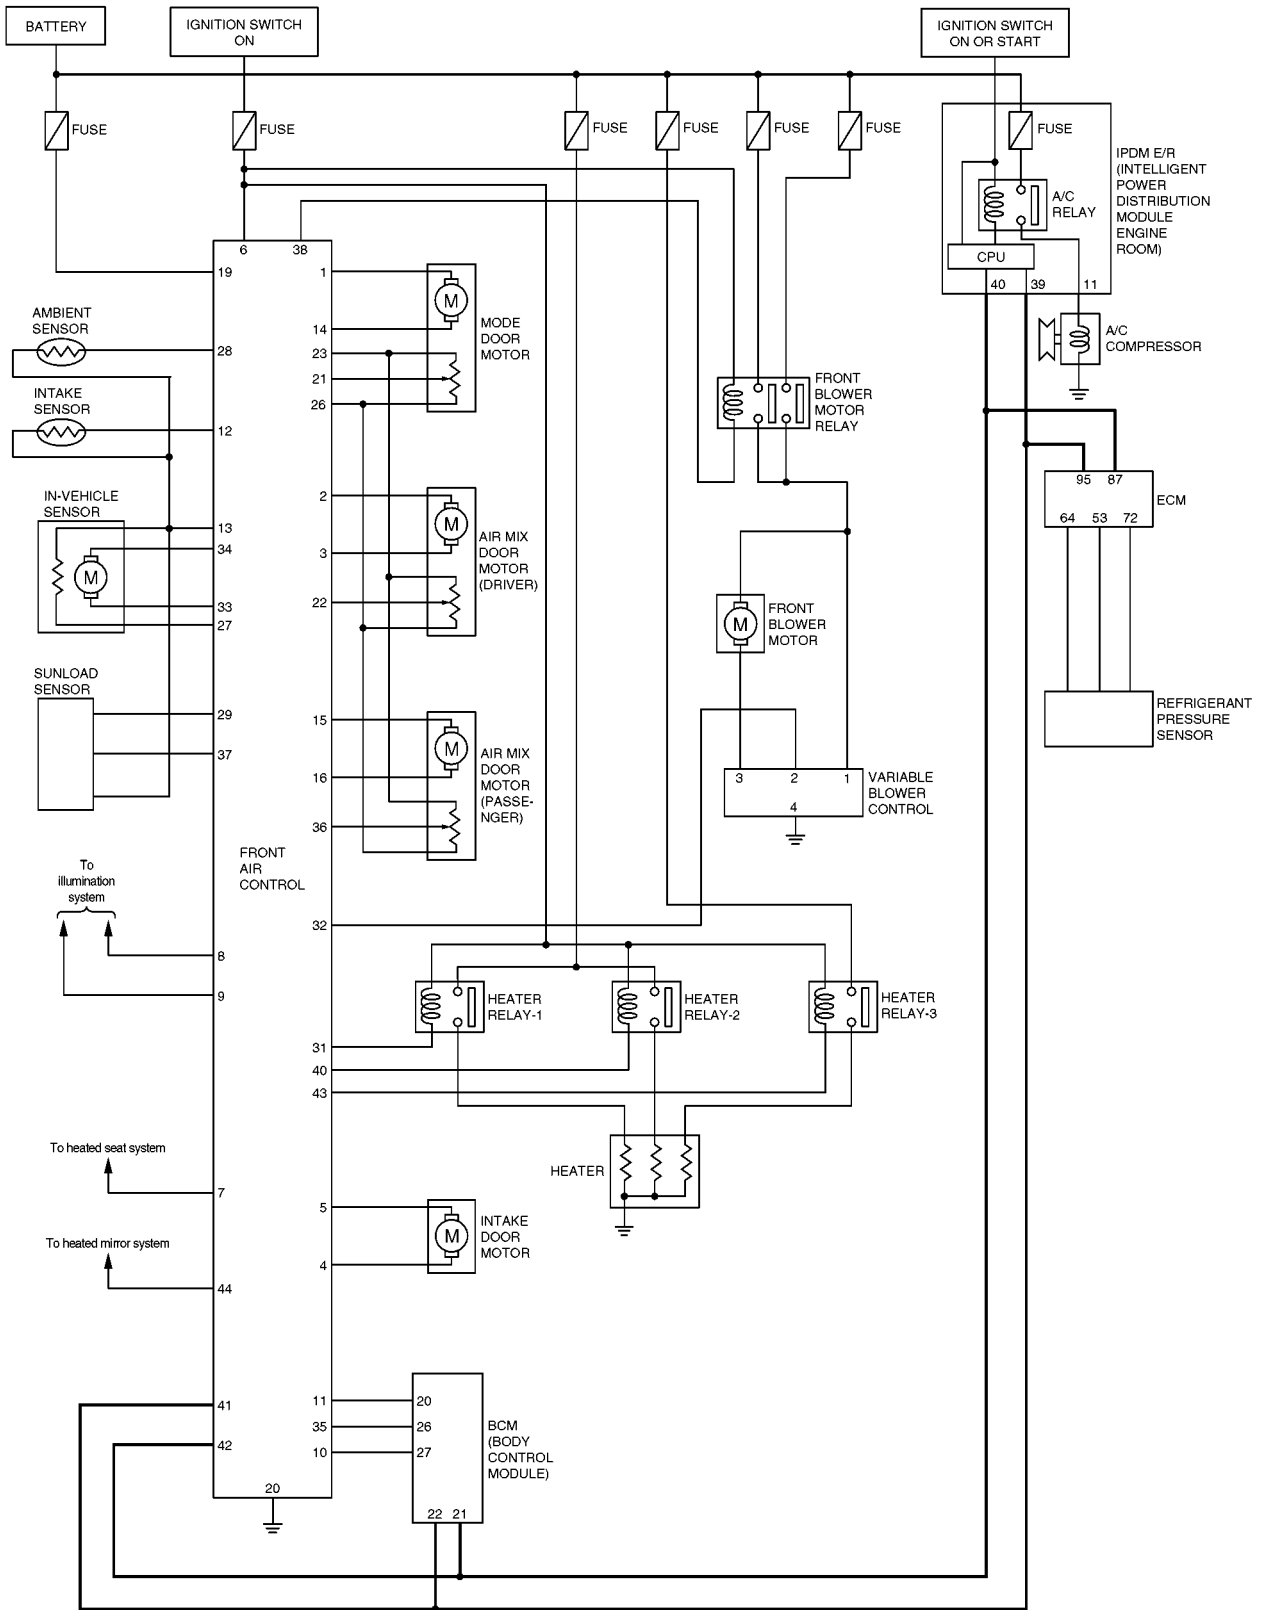 BATTERY
IGNITION SWITCH
ON
IGNITION SWITCH
ON OR START
FUSE
FUSE
FUSE
FUSE
FUSE
FUSE
FUSE
IPDM E/R
(INTELLIGENT
POWER
DISTRIBUTION
MODULE
ENGINE
ROOM)
A/C
RELAY
CPU
40
39
11
6
38
19
1
AMBIENT
SENSOR
28
M
14
MODE
DOOR
MOTOR
23
21
26
A/C
COMPRESSOR
INTAKE
SENSOR
12
FRONT
BLOWER
MOTOR
RELAY
95
87
ECM
64
53
72
IN-VEHICLE
SENSOR
13
34
M
33
27
2
M
3
22
AIR MIX
DOOR
MOTOR
(DRIVER)
M
FRONT
BLOWER
MOTOR
SUNLOAD
SENSOR
29
37
15
M
16
36
AIR MIX
DOOR
MOTOR
(PASSE-
NGER)
REFRIGERANT
PRESSURE
SENSOR
3
2
1
4
VARIABLE
BLOWER
CONTROL
FRONT
AIR
CONTROL
To
illumination
system
32
8
9
HEATER
RELAY-1
HEATER
RELAY-2
HEATER
RELAY-3
31
40
43
To heated seat system
7
HEATER
5
M
4
INTAKE
DOOR
MOTOR
To heated mirror system
44
41
42
11
35
10
20
26
27
BCM
(BODY
CONTROL
MODULE)
20
22
21